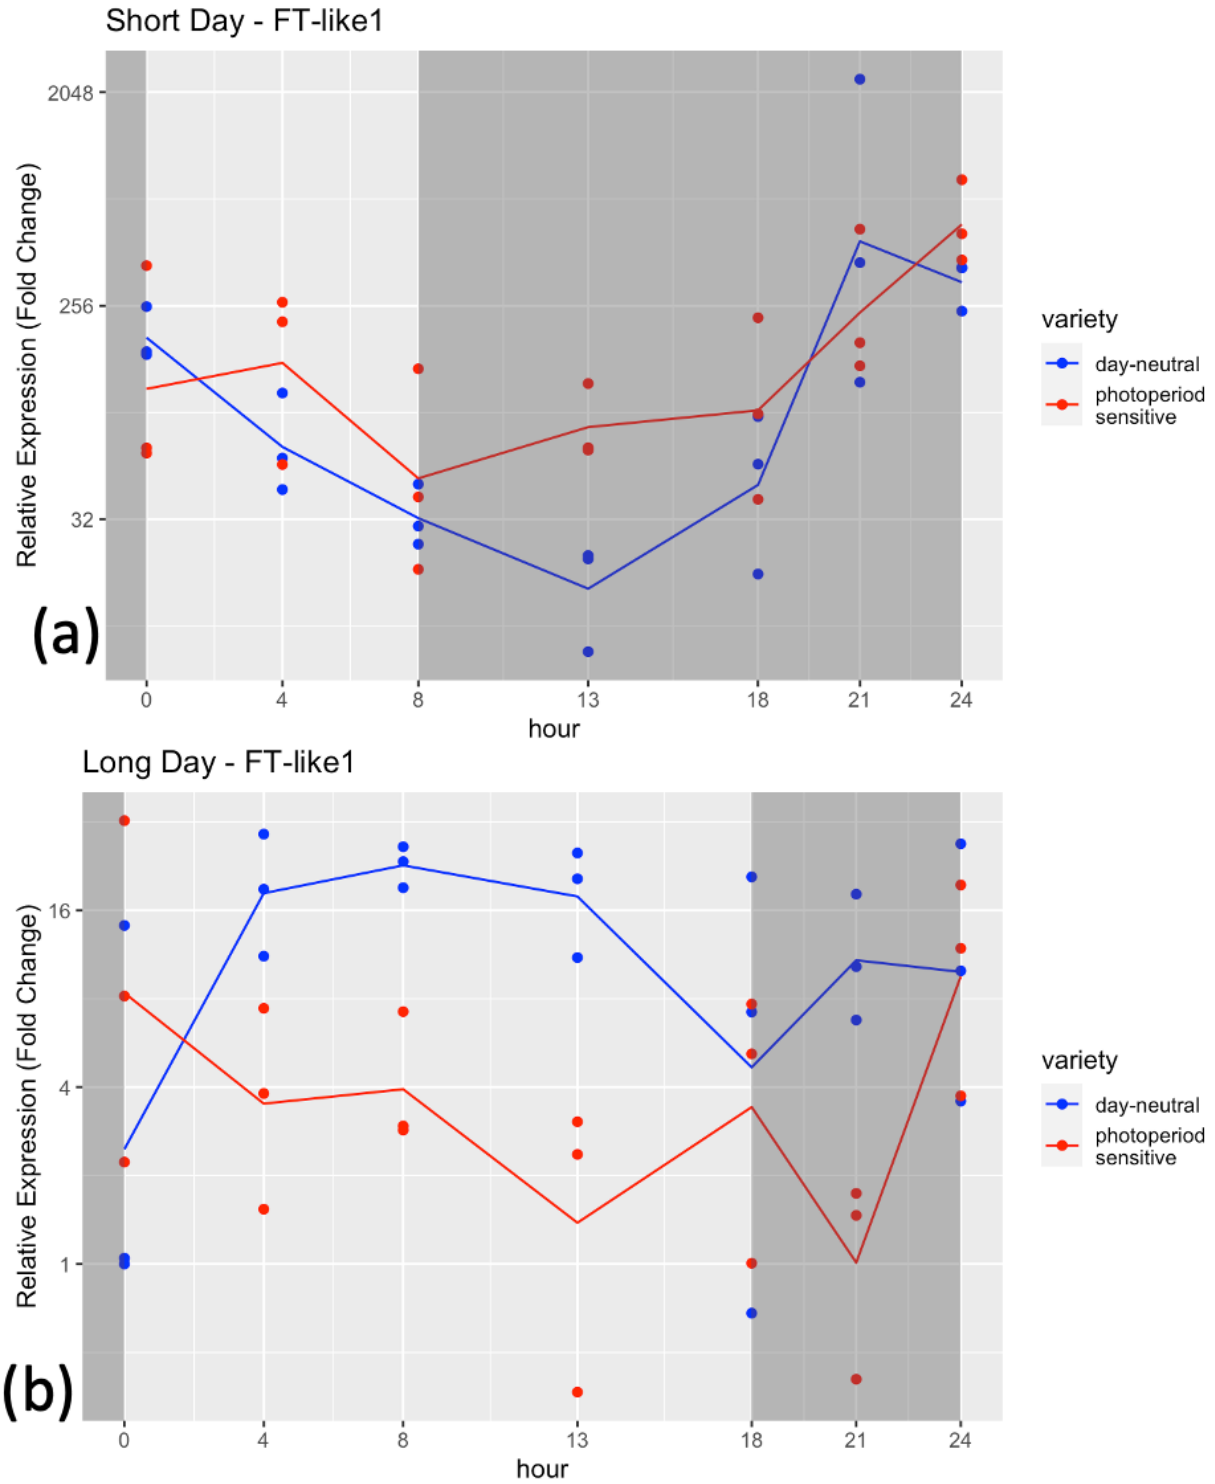 Short Day - FT-like1
Relative Expression (Fold Change)
2048
256
32
(a)
0 4 8 13 18 21 24
hour
variety
day-neutral
photoperiod
sensitive
Long Day - FT-like1
Relative Expression (Fold Change)
16
4
1
(b)
0 4 8 13 18 21 24
hour
variety
day-neutral
photoperiod
sensitive